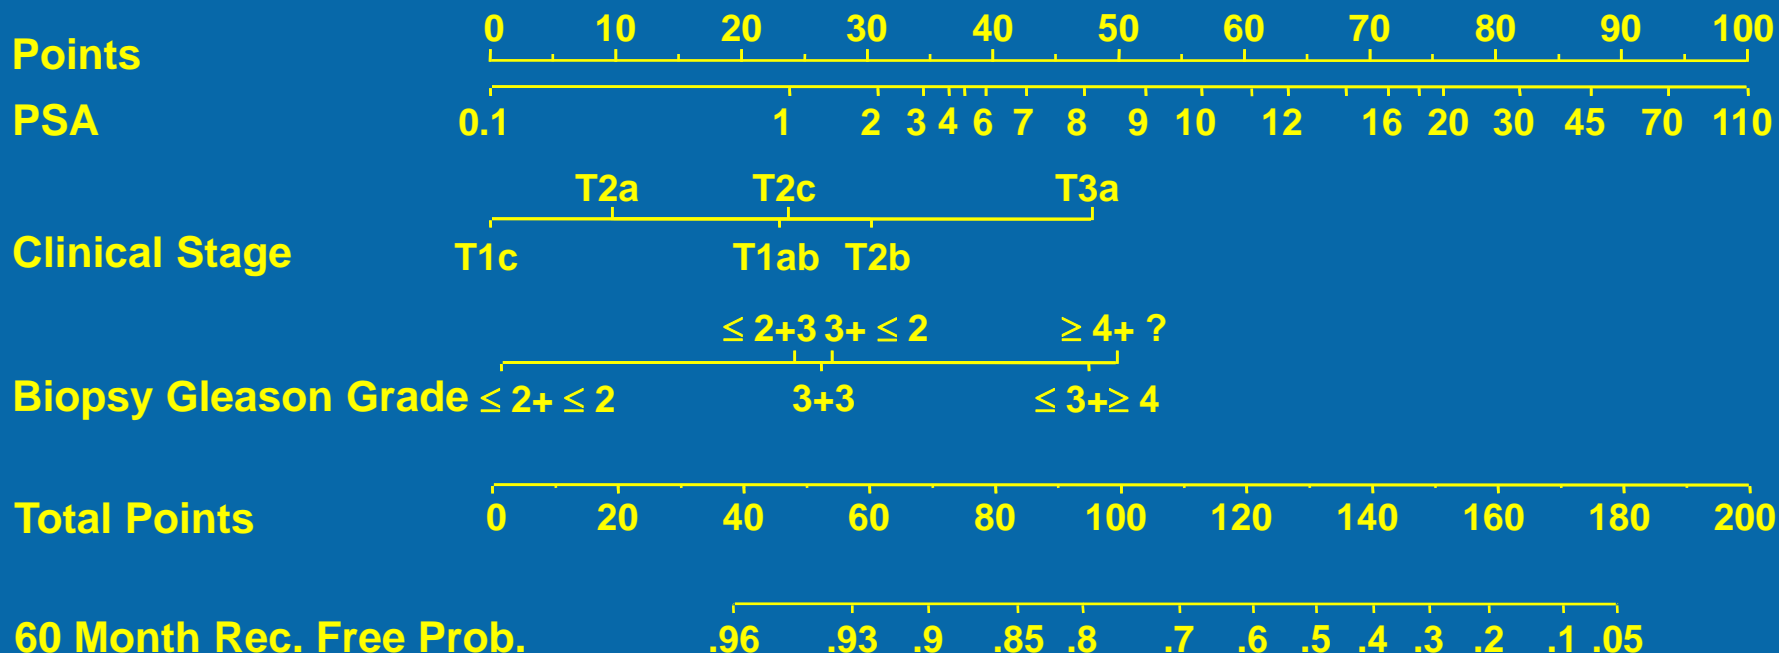 0 10 20 30 40 50 60 70 80 90 100
Points
PSA
0.1 1 2 3 4 6 7 8 9 10 12 16 20 30 45 70 110
T2a T2c T3a
Clinical Stage
T1c T1ab T2b
≤ 2+3 3+ ≤ 2 ≥ 4+ ?
Biopsy Gleason Grade ≤ 2+ ≤ 2 3+3 ≤ 3+≥ 4
Total Points 0 20 40 60 80 100 120 140 160 180 200
60 Month Rec. Free Prob. .96 .93 .9 .85 .8 .7 .6 .5 .4 .3 .2 .1 .05